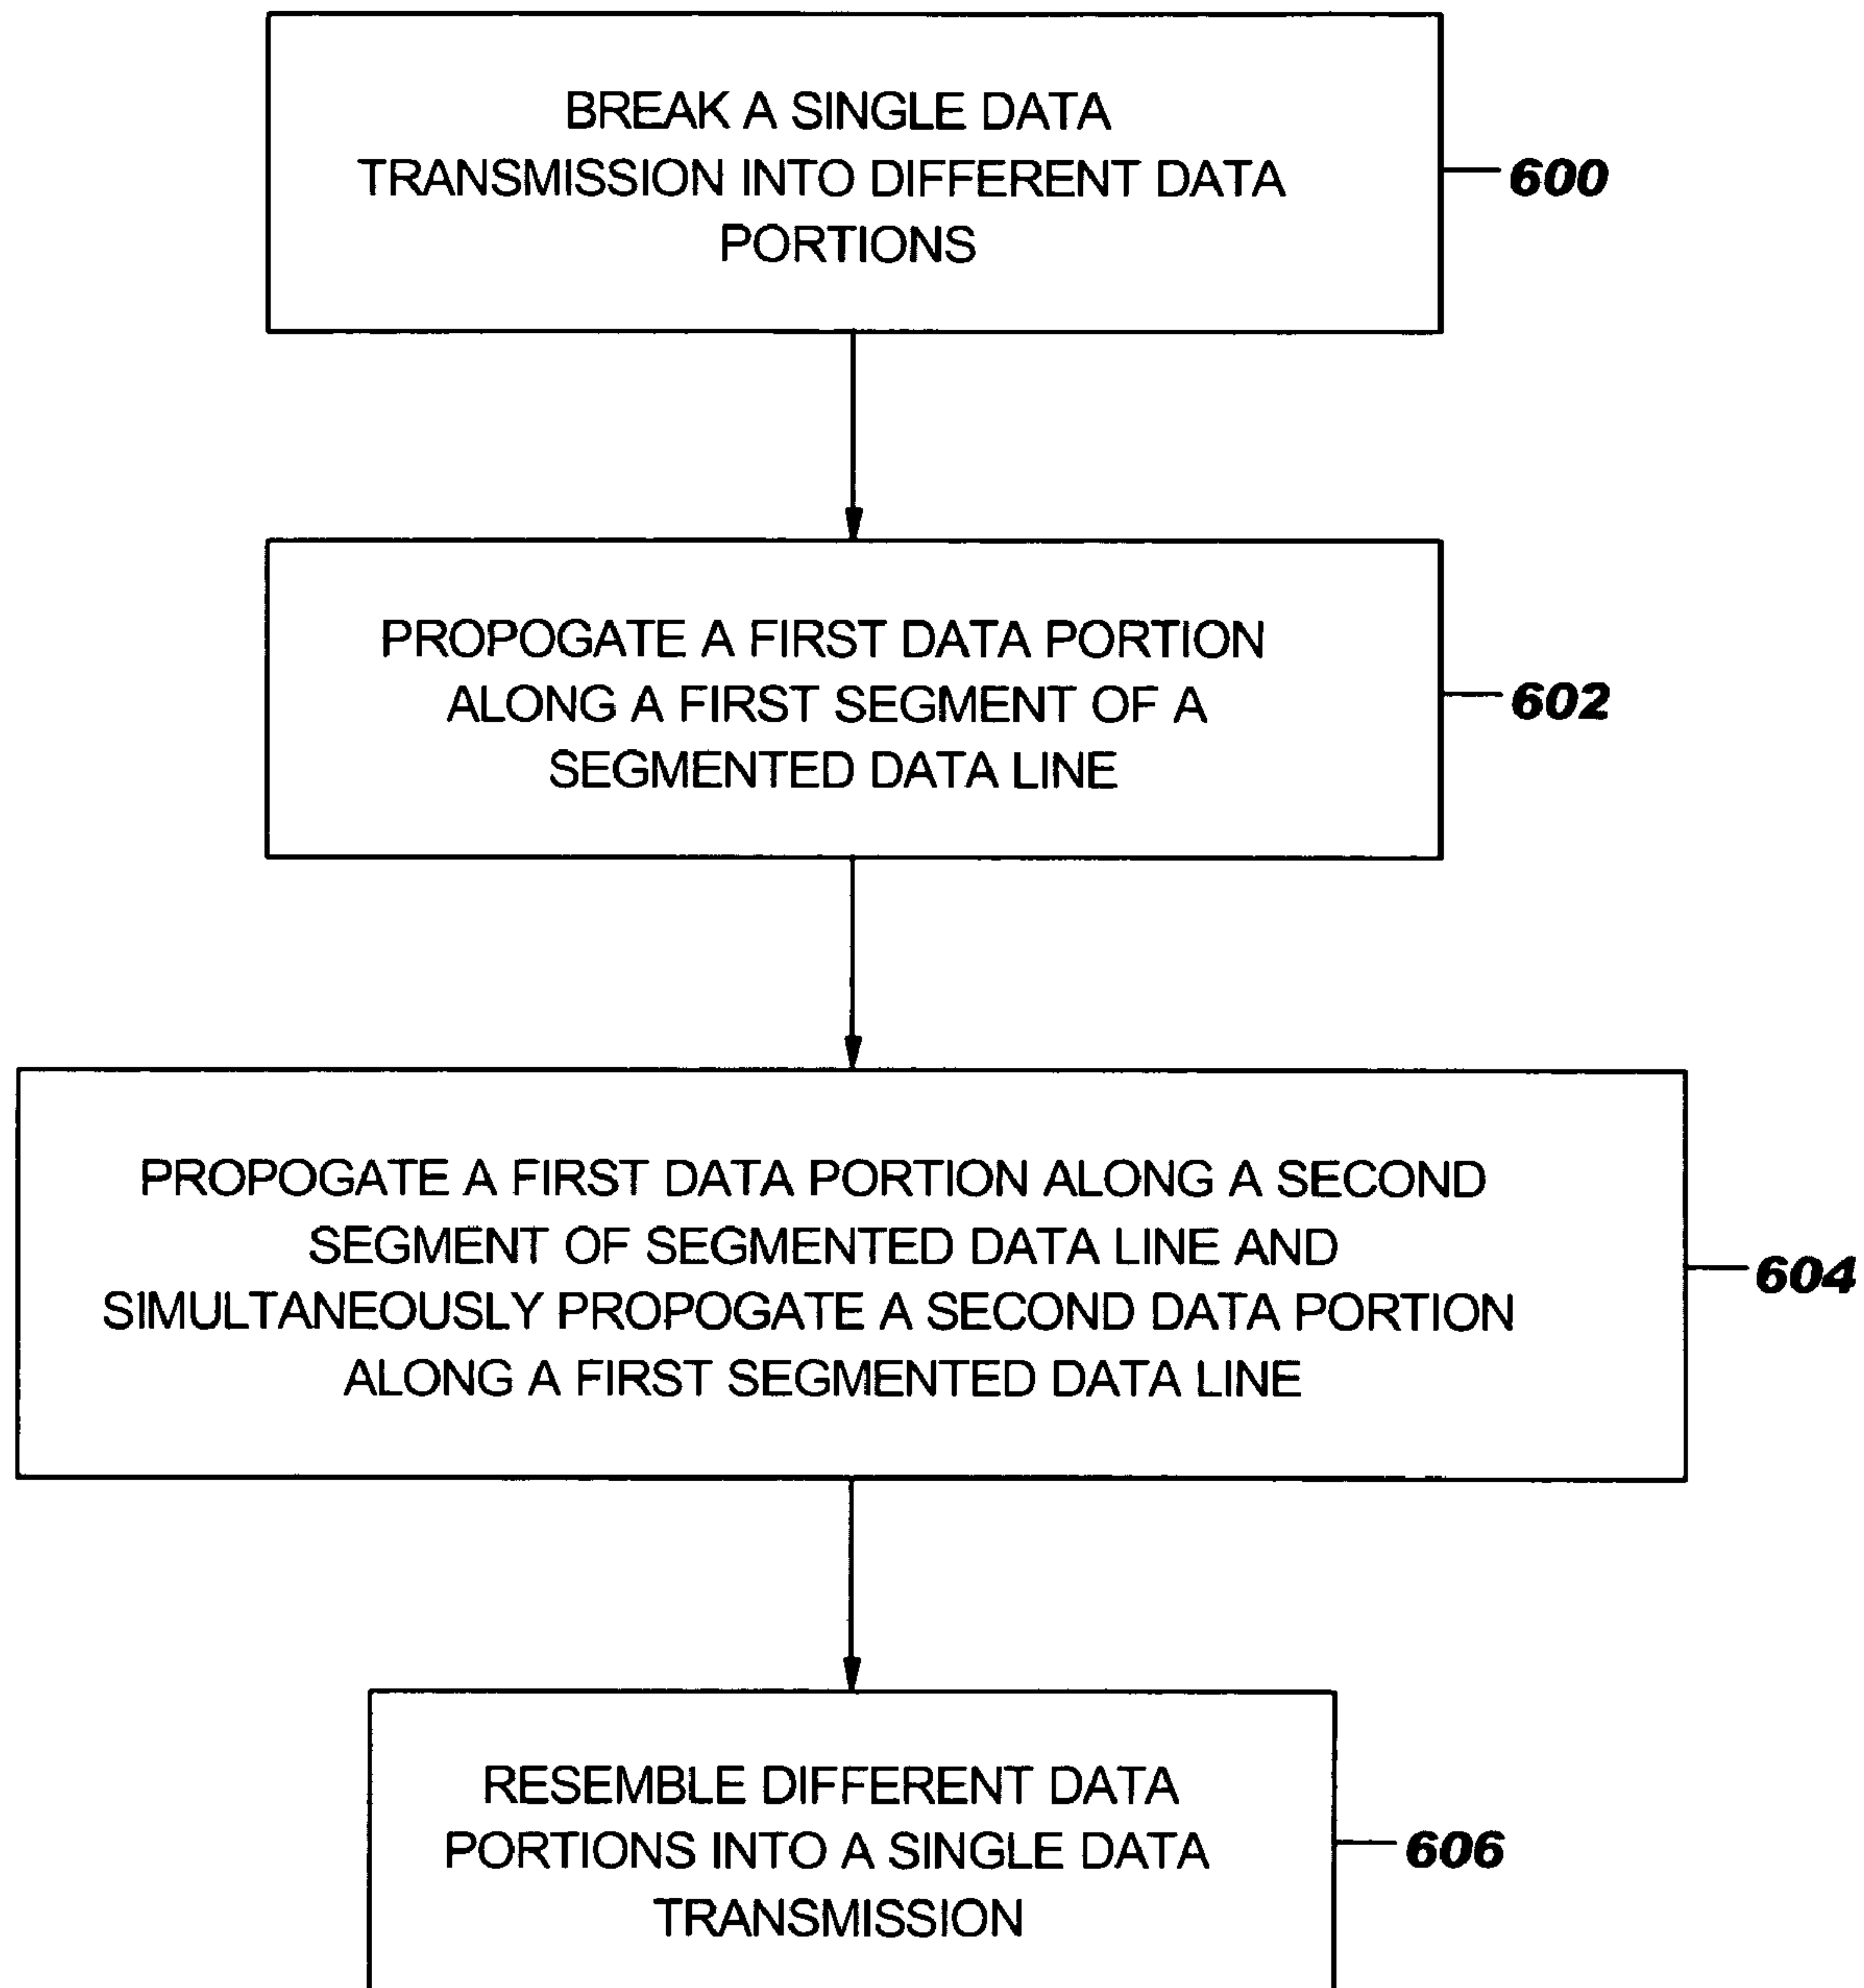 BREAK A SINGLE DATA
TRANSMISSION INTO DIFFERENT DATA
PORTIONS
600
PROPOGATE A FIRST DATA PORTION
ALONG A FIRST SEGMENT OF A
SEGMENTED DATA LINE
602
PROPOGATE A FIRST DATA PORTION ALONG A SECOND
SEGMENT OF SEGMENTED DATA LINE AND
SIMULTANEOUSLY PROPOGATE A SECOND DATA PORTION
ALONG A FIRST SEGMENTED DATA LINE
604
RESEMBLE DIFFERENT DATA
PORTIONS INTO A SINGLE DATA
TRANSMISSION
606